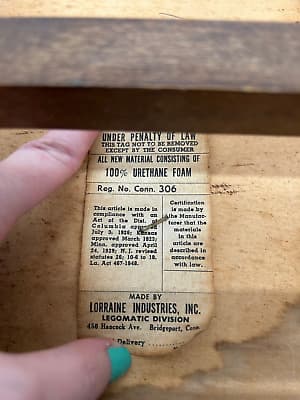 UNDER PENALTY OF LAW
THIS TAG NOT TO BE REMOVED
EXCEPT BY THE CONSUMER
ALL NEW MATERIAL CONSISTING OF
100% URETHANE FOAM
Reg. No. Conn. 306
This article is made in
compliance with an
Act of the Dist. of
Columbia approved
July 3, 1926; Kansas
approved March 1923;
Minn. approved April
24, 1929; N. J. revised
statutes 26; 10-6 to 18.
La. Act 467-1948.
Certification
is made by
the Manufac-
turer that the
materials in
this article
are described
in accordance
with law.
MADE BY
LORRAINE INDUSTRIES, INC.
LEGOMATIC DIVISION
450 Hancock Ave. Bridgeport, Conn.
Delivery